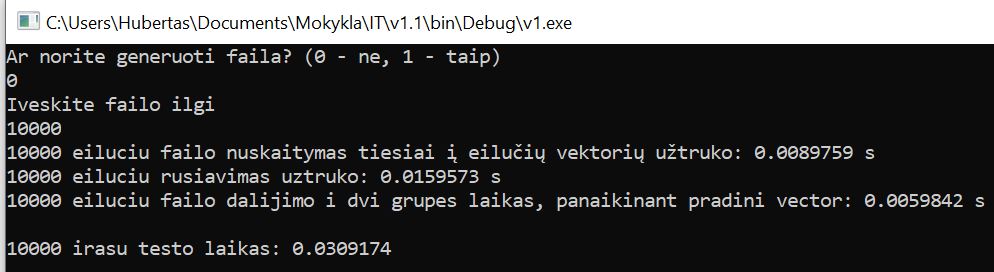 C:\Users\Hubertas\Documents\Mokykla\IT\v1.1\bin\Debug\v1.exe
Ar norite generuoti faila? (0 - ne, 1 - taip)
0
Iveskite failo ilgi
10000
10000 eiluciu failo nuskaitymas tiesiai į eilučių vektorių užtruko: 0.0089759 s
10000 eiluciu rusiavimas uztruko: 0.0159573 s
10000 eiluciu failo dalijimo i dvi grupes laikas, panaikinant pradini vector: 0.0059842 s
10000 irasu testo laikas: 0.0309174